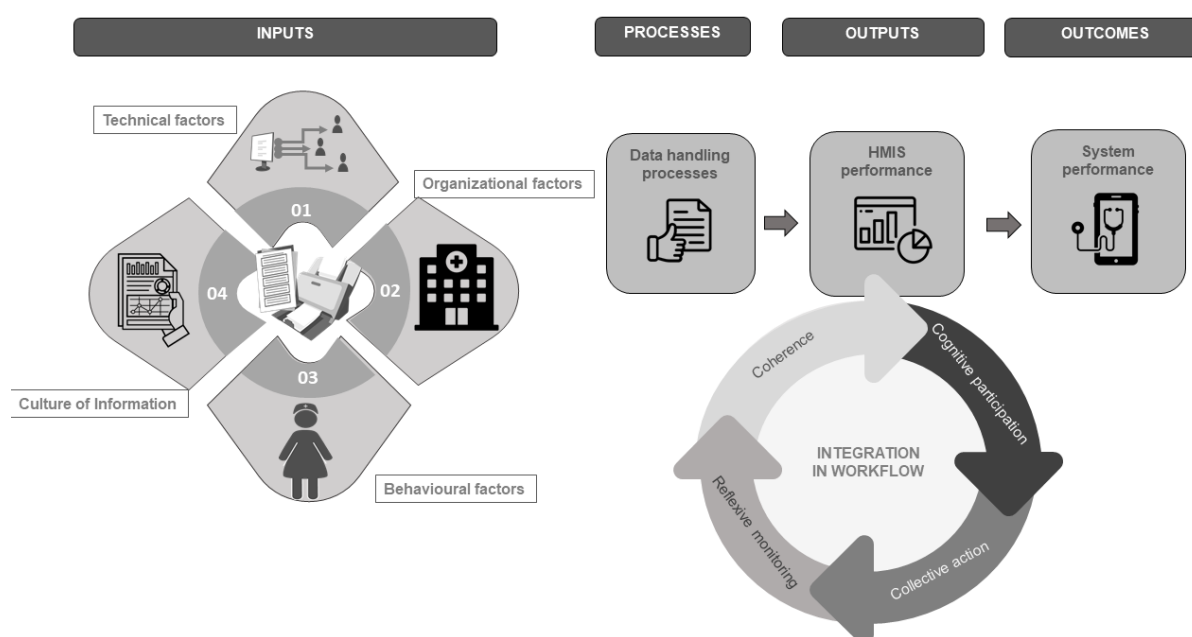 INPUTS
PROCESSES
OUTPUTS
OUTCOMES
Technical factors
Organizational factors
01
02
03
04
Culture of Information
Behavioural factors
Data handling
processes
HMIS
performance
System
performance
Coherence
Cognitive participation
INTEGRATION
IN WORKFLOW
Reflexive monitoring
Collective action